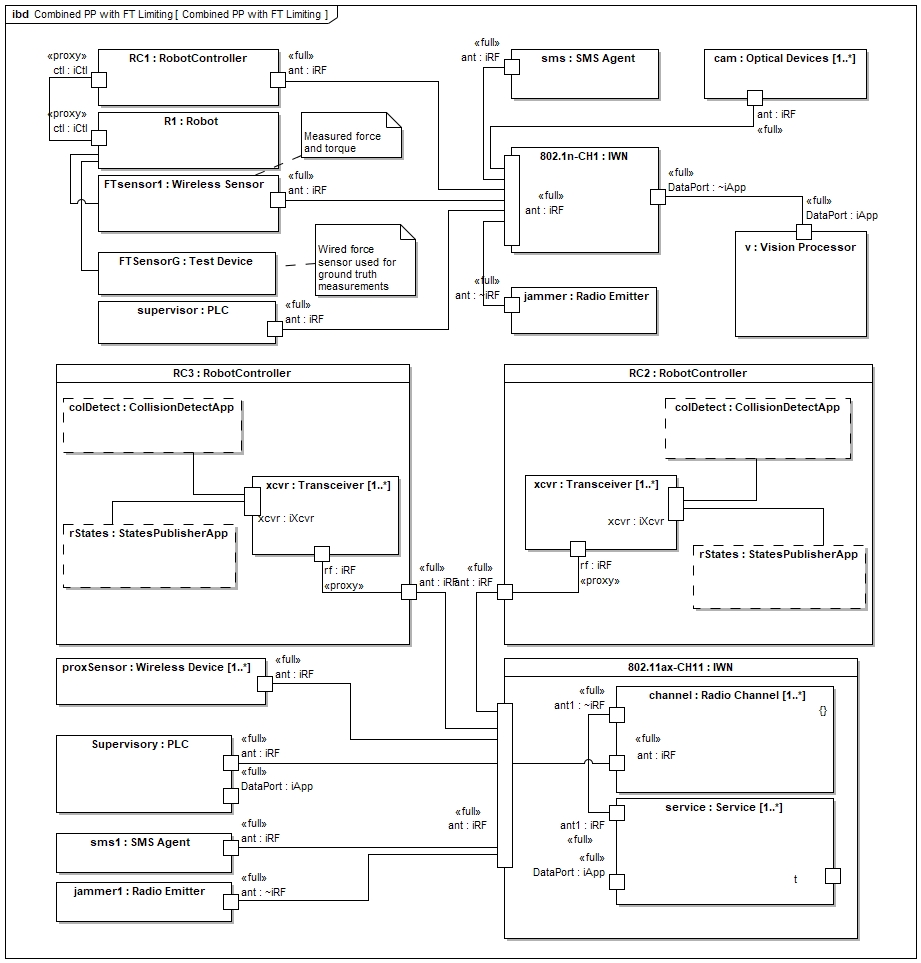 ibd Combined PP with FT Limiting [ Combined PP with FT Limiting ]
«proxy»
ctl : iCtl
RC1 : RobotController
«full»
ant : iRF
«proxy»
ctl : iCtl
R1 : Robot
Measured force
and torque
FTsensor1 : Wireless Sensor
«full»
ant : iRF
FTSensorG : Test Device
Wired force
sensor used for
ground truth
measurements
supervisor : PLC
«full»
ant : iRF
«full»
ant : iRF
sms : SMS Agent
cam : Optical Devices [1..*]
ant : iRF
«full»
802.1n-CH1 : IWN
«full»
ant : iRF
«full»
DataPort : ~iApp
«full»
DataPort : iApp
v : Vision Processor
«full»
ant : ~iRF
jammer : Radio Emitter
RC3 : RobotController
colDetect : CollisionDetectApp
xcvr : Transceiver [1..*]
xcvr : iXcvr
rStates : StatesPublisherApp
rf : iRF
«proxy»
«full»
ant : iRF
RC2 : RobotController
colDetect : CollisionDetectApp
xcvr : Transceiver [1..*]
xcvr : iXcvr
rStates : StatesPublisherApp
rf : iRF
«proxy»
«full»
ant : iRF
proxSensor : Wireless Device [1..*]
«full»
ant : iRF
Supervisory : PLC
«full»
ant : iRF
«full»
DataPort : iApp
sms1 : SMS Agent
«full»
ant : iRF
jammer1 : Radio Emitter
«full»
ant : ~iRF
«full»
ant : iRF
802.11ax-CH11 : IWN
«full»
ant1 : ~iRF
channel : Radio Channel [1..*]
{}
«full»
ant : iRF
service : Service [1..*]
ant1 : iRF
«full»
«full»
DataPort : iApp
t